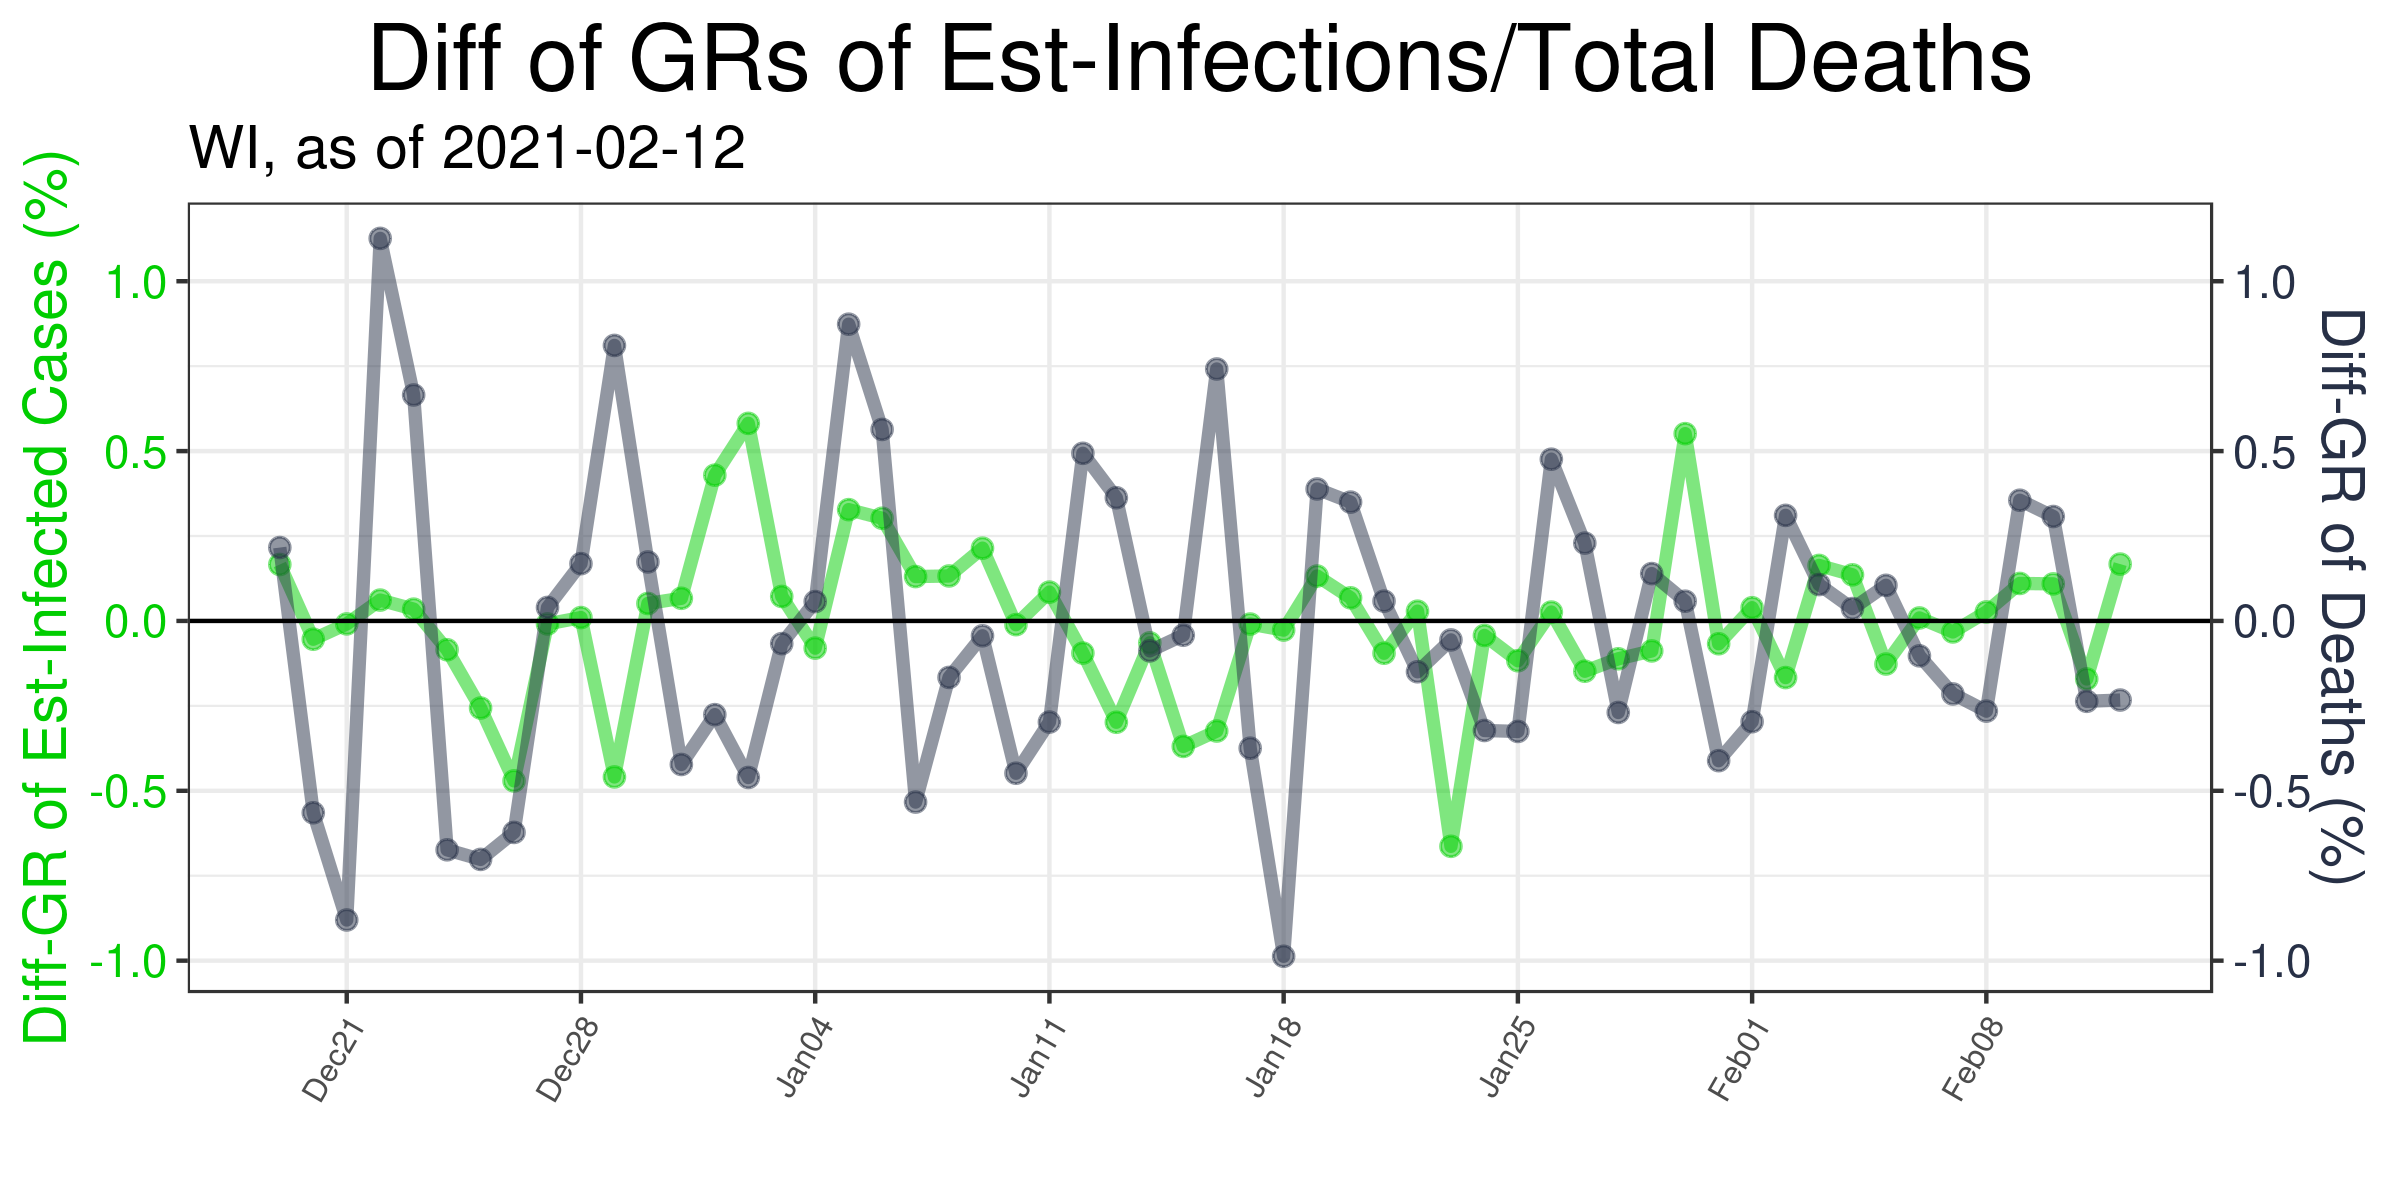 Diff of GRs of Est-Infections/Total Deaths
WI, as of 2021-02-12
Diff-GR of Est-Infected Cases (%)
1.0
0.5
0.0
-0.5
-1.0
1.0
0.5
0.0
-0.5
-1.0
Diff-GR of Deaths (%)
Dec21
Dec28
Jan04
Jan11
Jan18
Jan25
Feb01
Feb08